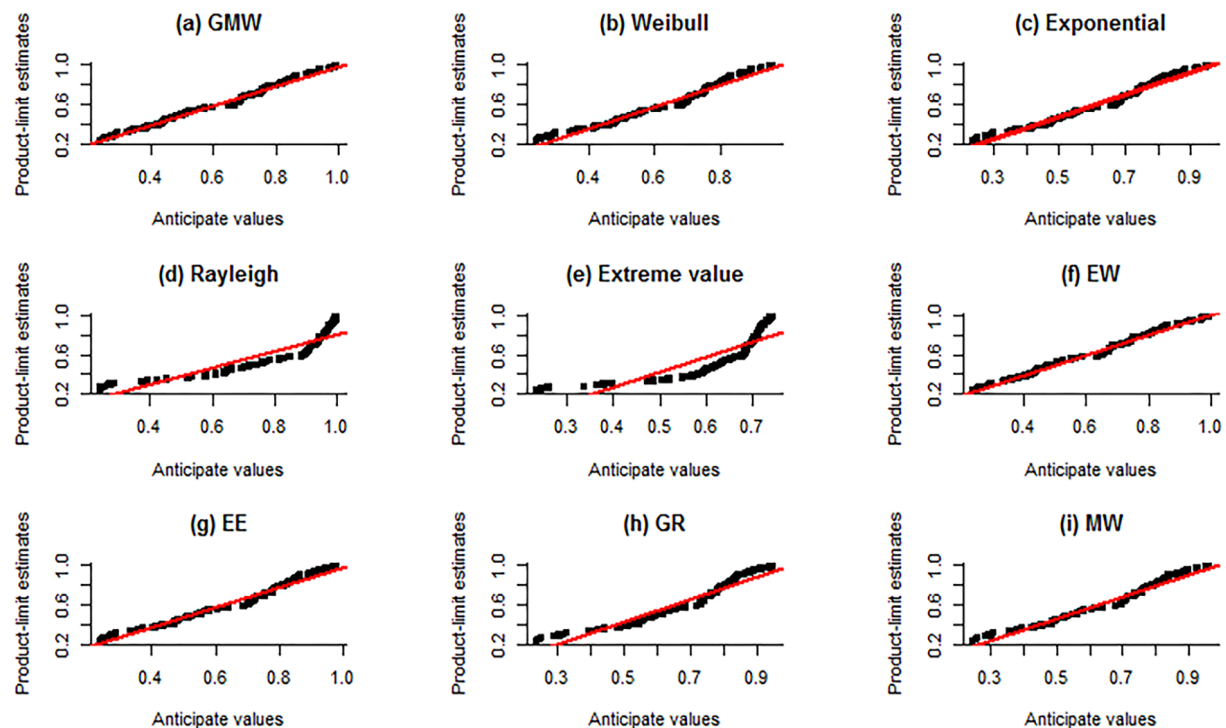 (a) GMW
Product-limit estimates
0.2 0.6 1.0
0.4 0.6 0.8 1.0
Anticipate values
(b) Weibull
Product-limit estimates
0.2 0.6 1.0
0.4 0.6 0.8
Anticipate values
(c) Exponential
Product-limit estimates
0.2 0.6 1.0
0.3 0.5 0.7 0.9
Anticipate values
(d) Rayleigh
Product-limit estimates
0.2 0.6 1.0
0.4 0.6 0.8 1.0
Anticipate values
(e) Extreme value
Product-limit estimates
0.2 0.6 1.0
0.3 0.4 0.5 0.6 0.7
Anticipate values
(f) EW
Product-limit estimates
0.2 0.6 1.0
0.4 0.6 0.8 1.0
Anticipate values
(g) EE
Product-limit estimates
0.2 0.6 1.0
0.4 0.6 0.8 1.0
Anticipate values
(h) GR
Product-limit estimates
0.2 0.6 1.0
0.3 0.5 0.7 0.9
Anticipate values
(i) MW
Product-limit estimates
0.2 0.6 1.0
0.3 0.5 0.7 0.9
Anticipate values